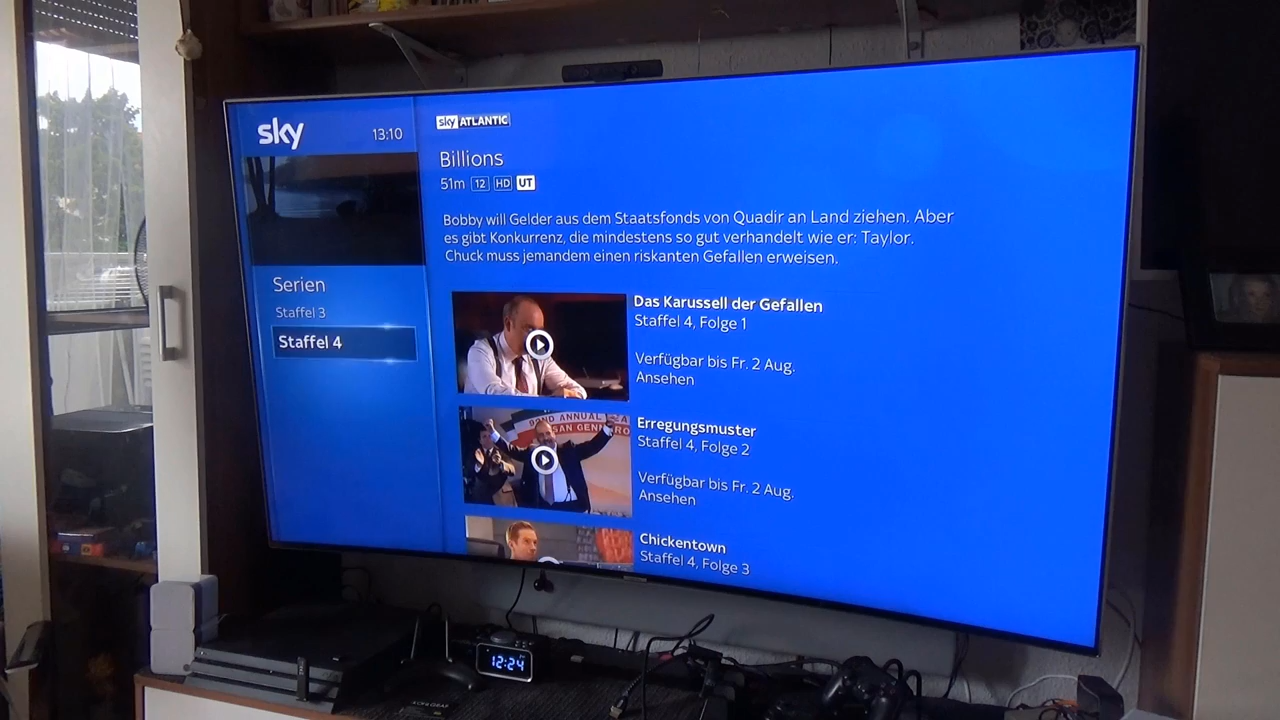 sky
13:10
Serien
Staffel 3
Staffel 4
sky ATLANTIC
Billions
51m 12 HD UT
Bobby will Gelder aus dem Staatsfonds von Quadir an Land ziehen. Aber
es gibt Konkurrenz, die mindestens so gut verhandelt wie er: Taylor.
Chuck muss jemandem einen riskanten Gefallen erweisen.
Das Karussell der Gefallen
Staffel 4, Folge 1
Verfügbar bis Fr. 2 Aug.
Ansehen
ANNUAL
SAN GENNARO
Erregungsmuster
Staffel 4, Folge 2
Verfügbar bis Fr. 2 Aug.
Ansehen
Chickentown
Staffel 4, Folge 3
12:24